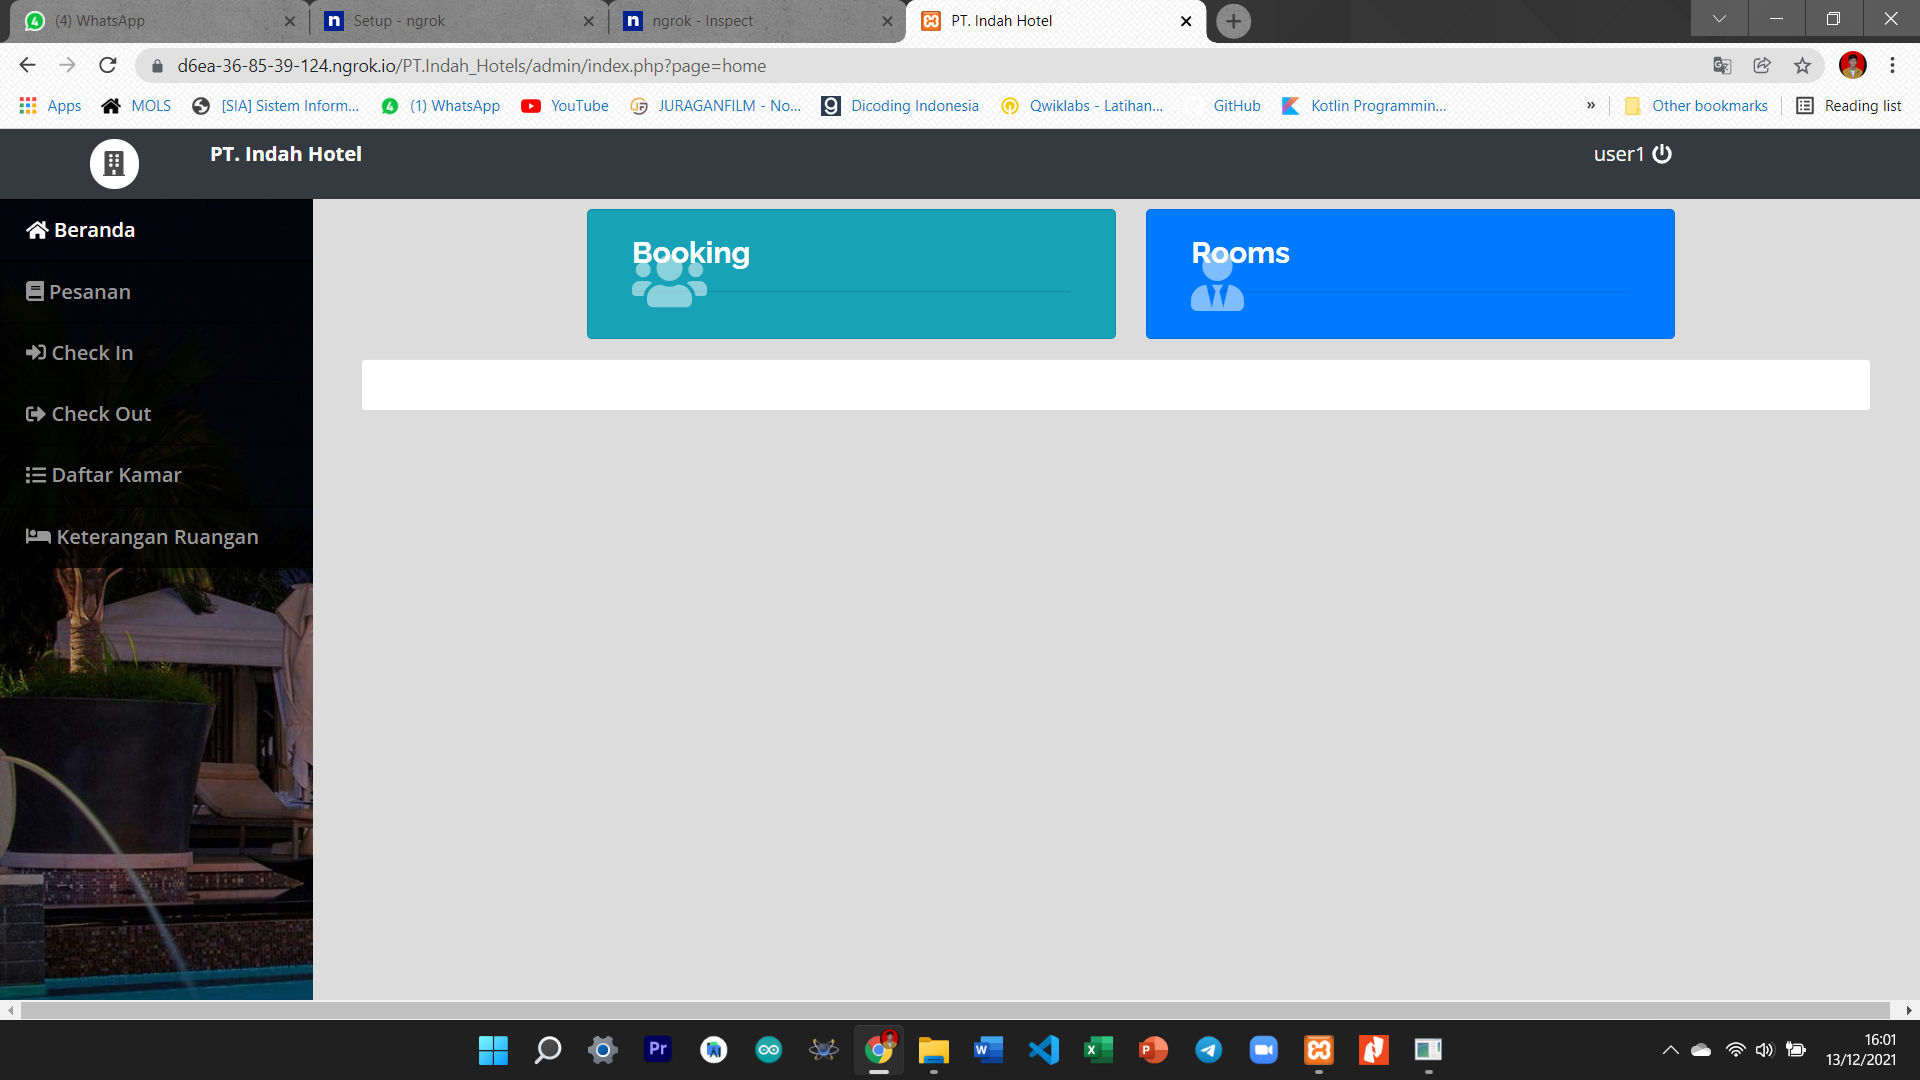 (4) WhatsApp
Setup - ngrok
ngrok - Inspect
PT. Indah Hotel
d6ea-36-85-39-124.ngrok.io/PT.Indah_Hotels/admin/index.php?page=home
Apps
MOLS
[SIA] Sistem Inform...
(1) WhatsApp
YouTube
JURAGANFILM - No...
Dicoding Indonesia
Qwiklabs - Latihan...
GitHub
Kotlin Programmin...
»
Other bookmarks
Reading list
PT. Indah Hotel
user1
Beranda
Pesanan
Check In
Check Out
Daftar Kamar
Keterangan Ruangan
Booking
Rooms
16:01
13/12/2021